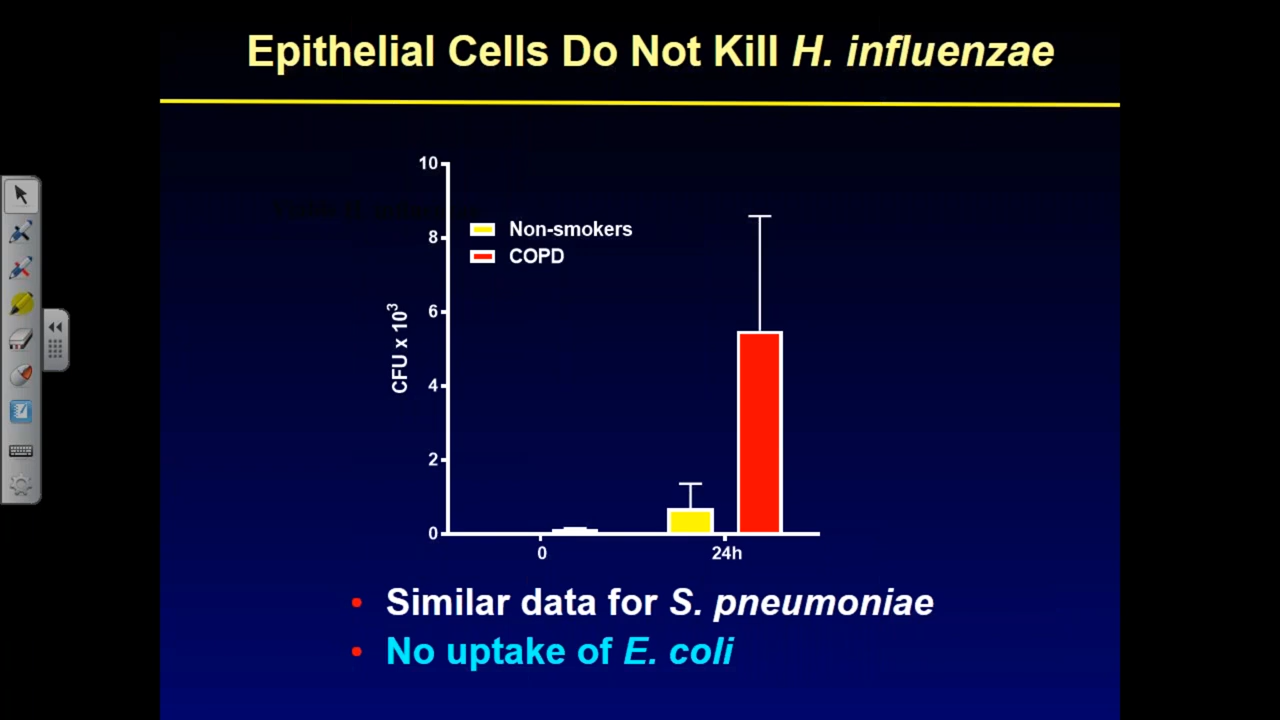 Epithelial Cells Do Not Kill H. influenzae
10
8
6
4
2
0
CFU x 10³
Non-smokers
COPD
0
24h
• Similar data for S. pneumoniae
• No uptake of E. coli